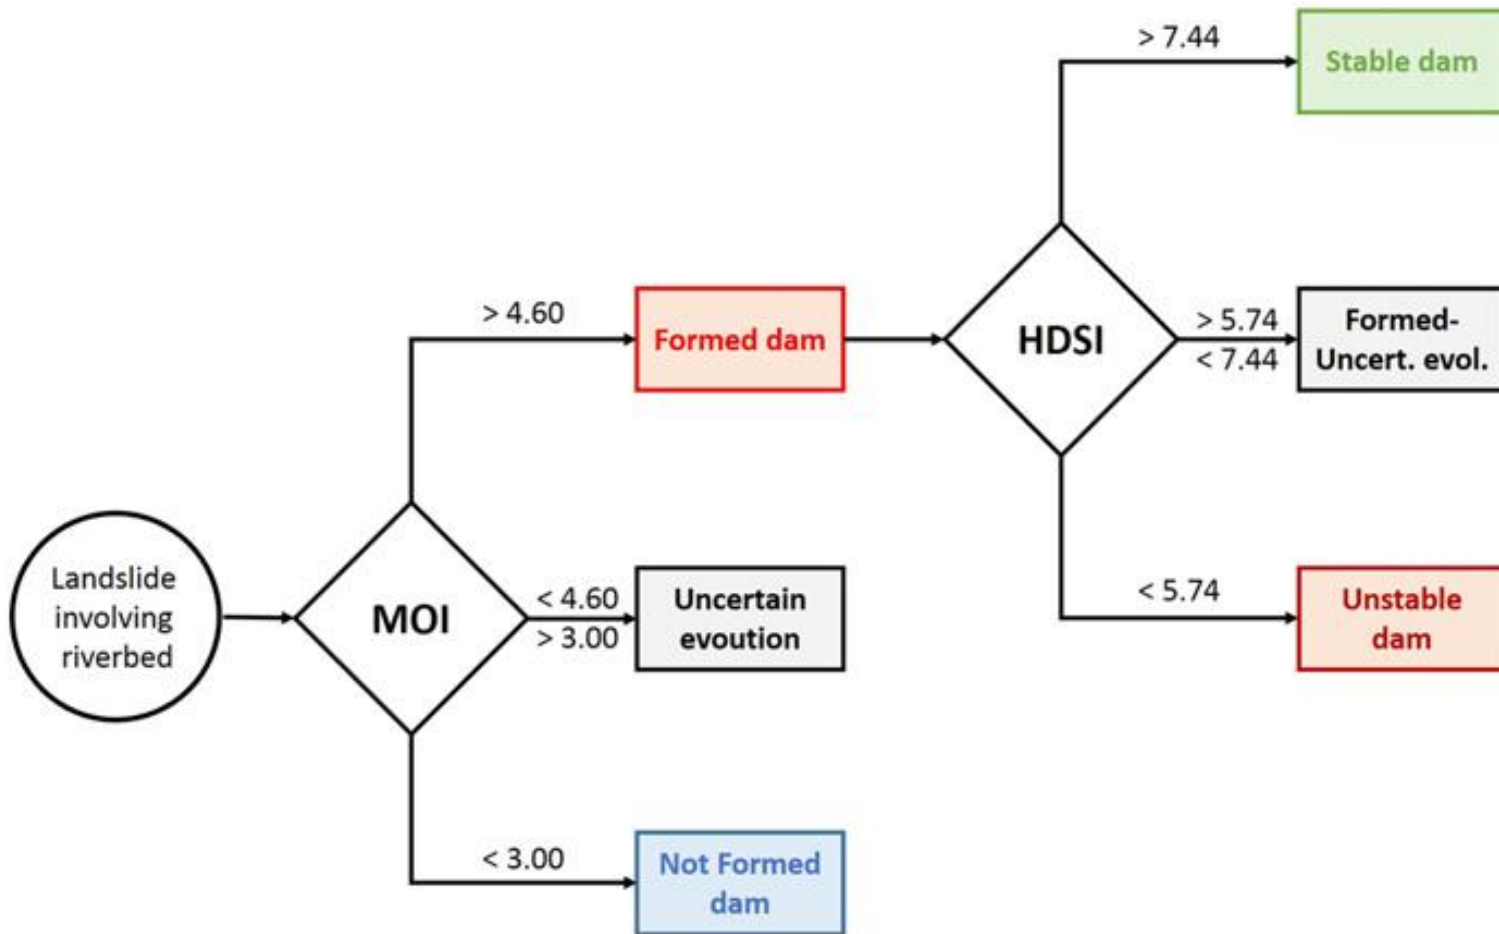 > 7.44
Stable dam
> 4.60
Formed dam
HDSI
> 5.74
< 7.44
Formed-
Uncert. evol.
Landslide
involving
riverbed
MOI
< 4.60
> 3.00
Uncertain
evoution
< 5.74
Unstable
dam
< 3.00
Not Formed
dam